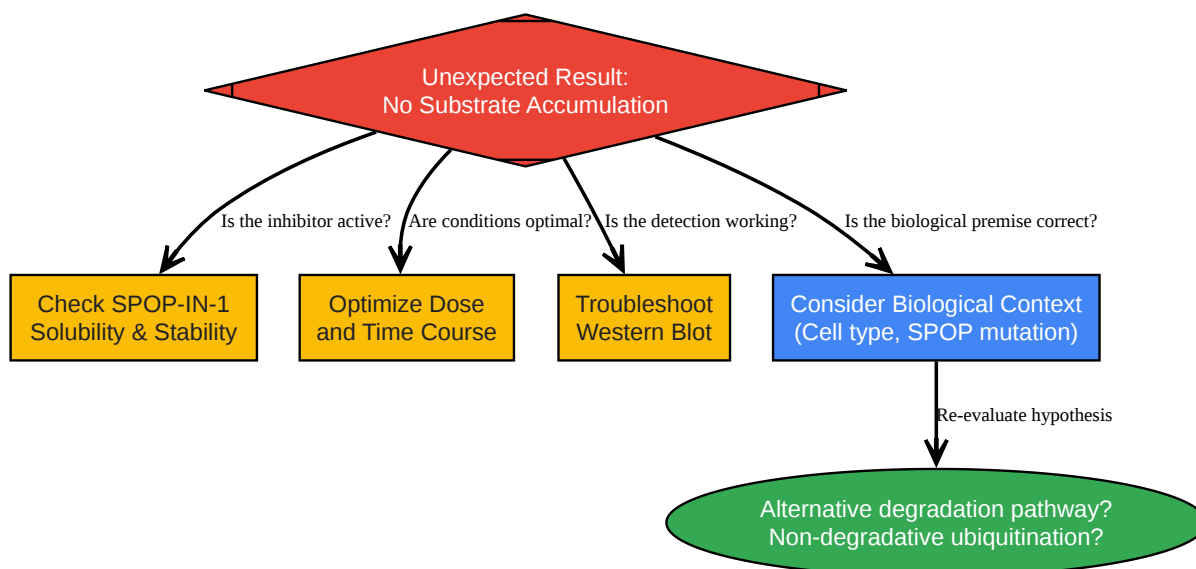 Unexpected Result:
No Substrate Accumulation
Is the inhibitor active?
Are conditions optimal?
Is the detection working?
Is the biological premise correct?
Check SPOP-IN-1
Solubility & Stability
Optimize Dose
and Time Course
Troubleshoot
Western Blot
Consider Biological Context
(Cell type, SPOP mutation)
Re-evaluate hypothesis
Alternative degradation pathway?
Non-degradative ubiquitination?